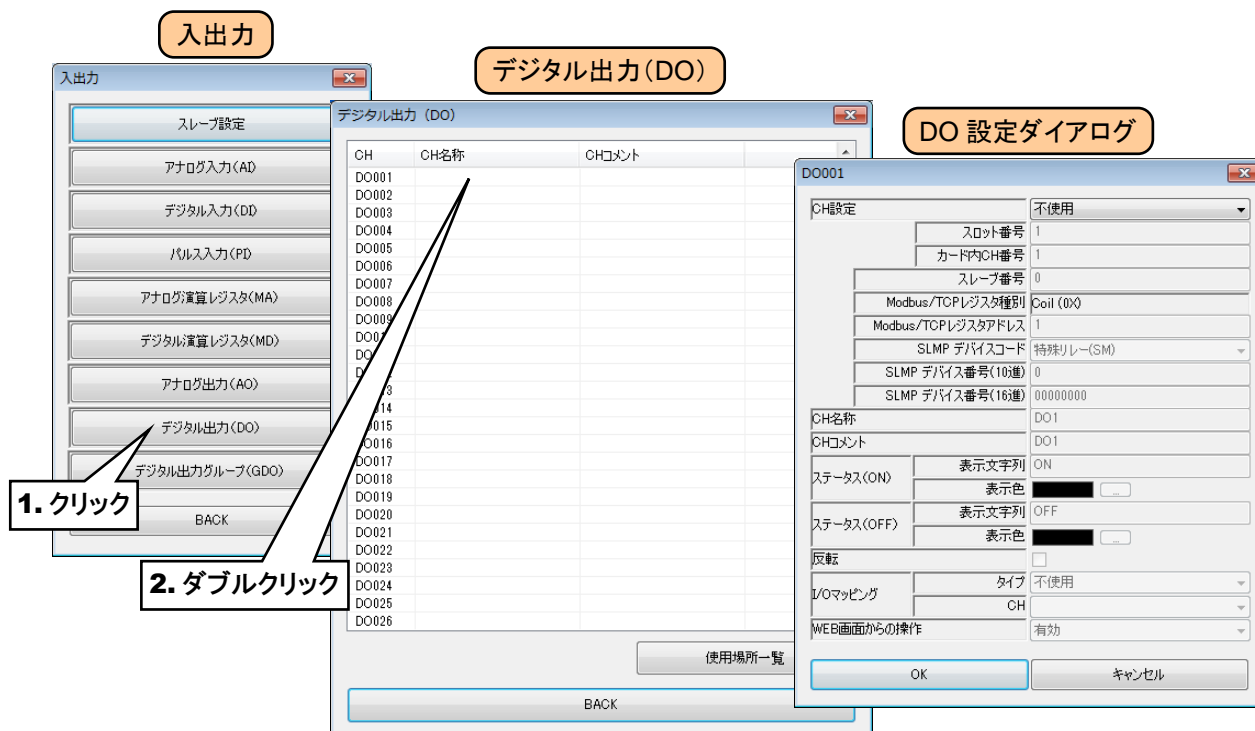 入出力
入出力
スレーブ設定
アナログ入力(AI)
デジタル入力(DI)
パルス入力(PI)
アナログ演算レジスタ(MA)
デジタル演算レジスタ(MD)
アナログ出力(AO)
デジタル出力(DO)
デジタル出力グループ(GDO)
BACK
1. クリック
デジタル出力(DO)
デジタル出力 (DO)
CH CH名称 CHコメント
DO001
DO002
DO003
DO004
DO005
DO006
DO007
DO008
DO009
DO015
DO016
DO017
DO018
DO019
DO020
DO021
DO022
DO023
DO024
DO025
DO026
2. ダブルクリック
使用場所一覧
BACK
DO 設定ダイアログ
DO001
CH設定 不使用
スロット番号 1
カード内CH番号 1
スレーブ番号 0
Modbus/TCPレジスタ種別 Coil (0X)
Modbus/TCPレジスタアドレス 1
SLMP デバイスコード 特殊リレー(SM)
SLMP デバイス番号(10進) 0
SLMP デバイス番号(16進) 00000000
CH名称 DO1
CHコメント DO1
ステータス(ON) 表示文字列 ON
表示色 ...
ステータス(OFF) 表示文字列 OFF
表示色 ...
反転
I/Oマッピング タイプ 不使用
CH
WEB画面からの操作 有効
OK キャンセル